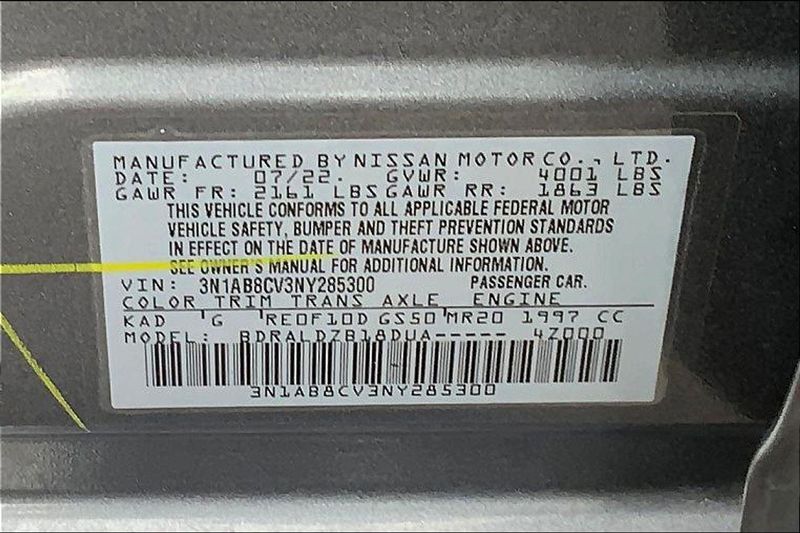 MANUFACTURED BY NISSAN MOTOR CO., LTD.
DATE: 07/22. GVWR: 4001 LBS
GAWR FR: 2161 LBS GAWR RR: 1863 LBS
THIS VEHICLE CONFORMS TO ALL APPLICABLE FEDERAL MOTOR
VEHICLE SAFETY, BUMPER AND THEFT PREVENTION STANDARDS
IN EFFECT ON THE DATE OF MANUFACTURE SHOWN ABOVE.
SEE OWNER'S MANUAL FOR ADDITIONAL INFORMATION.
VIN: 3N1AB8CV3NY285300 PASSENGER CAR.
COLOR TRIM TRANS AXLE ENGINE
KAD G RE0F10D GS50 MR20 1997 CC
MODEL: BDRALDZB18DUA----- 4Z000
3N1AB8CV3NY285300